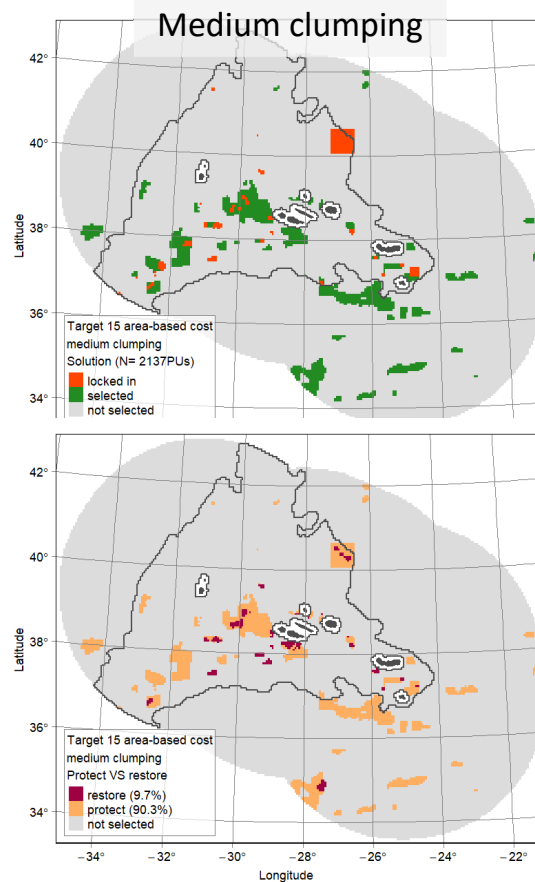 Medium clumping
42°
40°
38°
36°
34°
Latitude
Target 15 area-based cost
medium clumping
Solution (N= 2137PUs)
locked in
selected
not selected
42°
40°
38°
36°
34°
Latitude
Target 15 area-based cost
medium clumping
Protect VS restore
restore (9.7%)
protect (90.3%)
not selected
−34° −32° −30° −28° −26° −24° −22°
Longitude